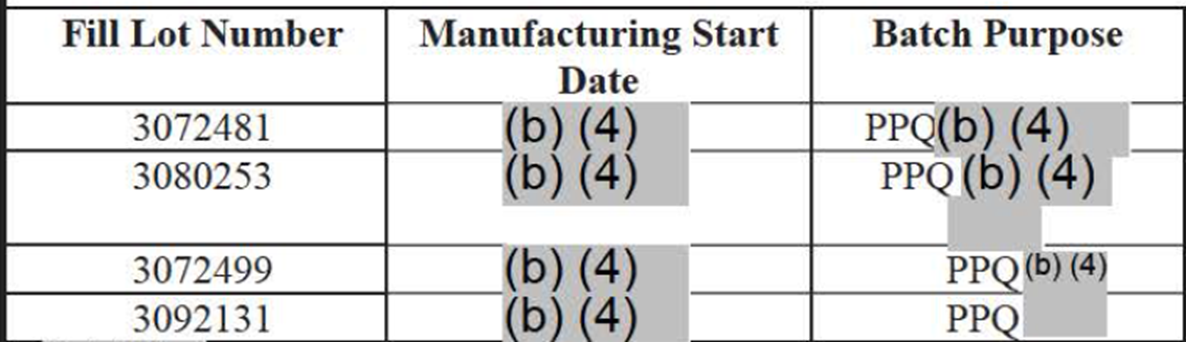 Fill Lot Number Manufacturing Start Date Batch Purpose
3072481 (b) (4) PPQ(b) (4)
3080253 (b) (4) PPQ (b) (4)
3072499 (b) (4) PPQ (b) (4)
3092131 (b) (4) PPQ